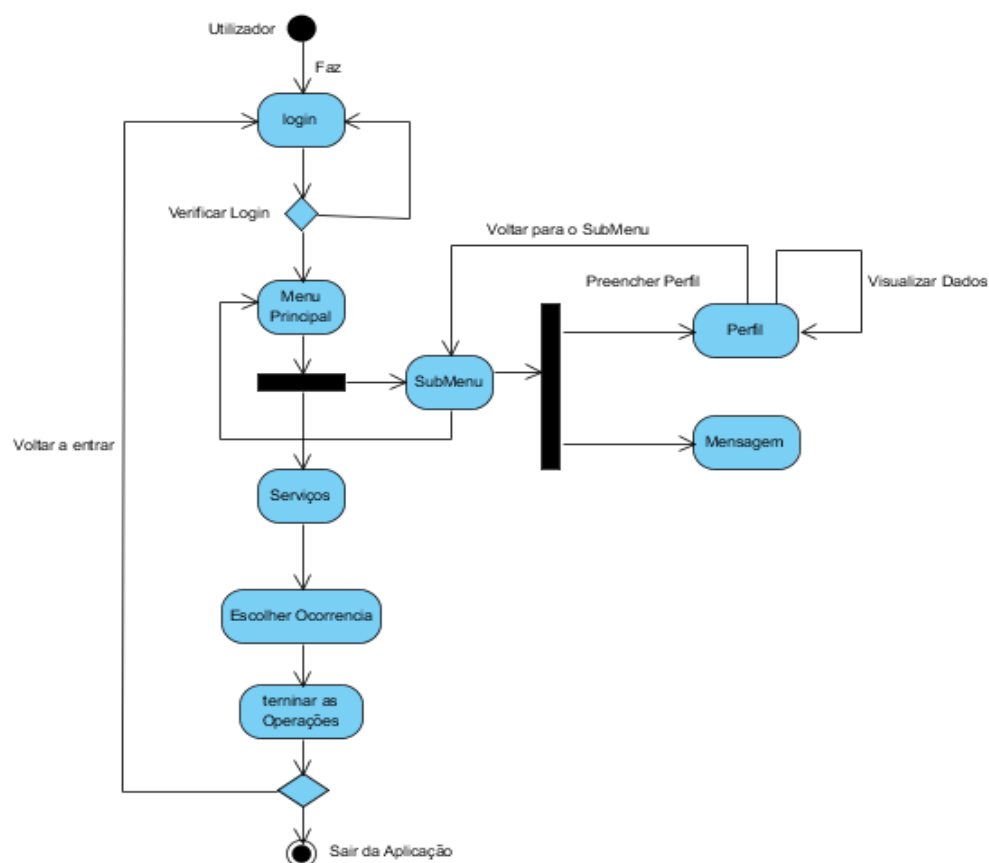 Utilizador
Faz
login
Verificar Login
Voltar para o SubMenu
Preencher Perfil
Visualizar Dados
Menu
Principal
Perfil
SubMenu
Voltar a entrar
Mensagem
Serviços
Escolher Ocorrencia
terninar as
Operações
Sair da Aplicação